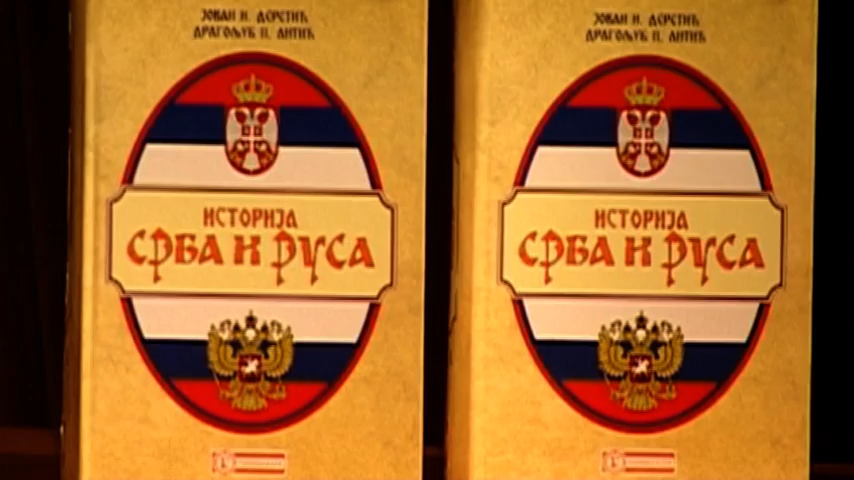 ЈОВАН И. ДЕРЕТИЋ
ДРАГОЉУБ П. АНТИЋ
ИСТОРИЈА
СРБА И РУСА
ЈОВАН И. ДЕРЕТИЋ
ДРАГОЉУБ П. АНТИЋ
ИСТОРИЈА
СРБА И РУСА